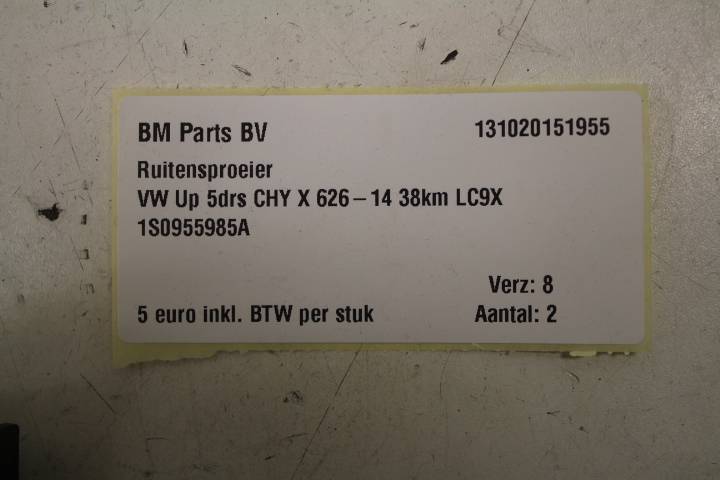 BM Parts BV 131020151955
Ruitensproeier
VW Up 5drs CHY X 626 – 14 38km LC9X
1S0955985A
Verz: 8
5 euro inkl. BTW per stuk Aantal: 2